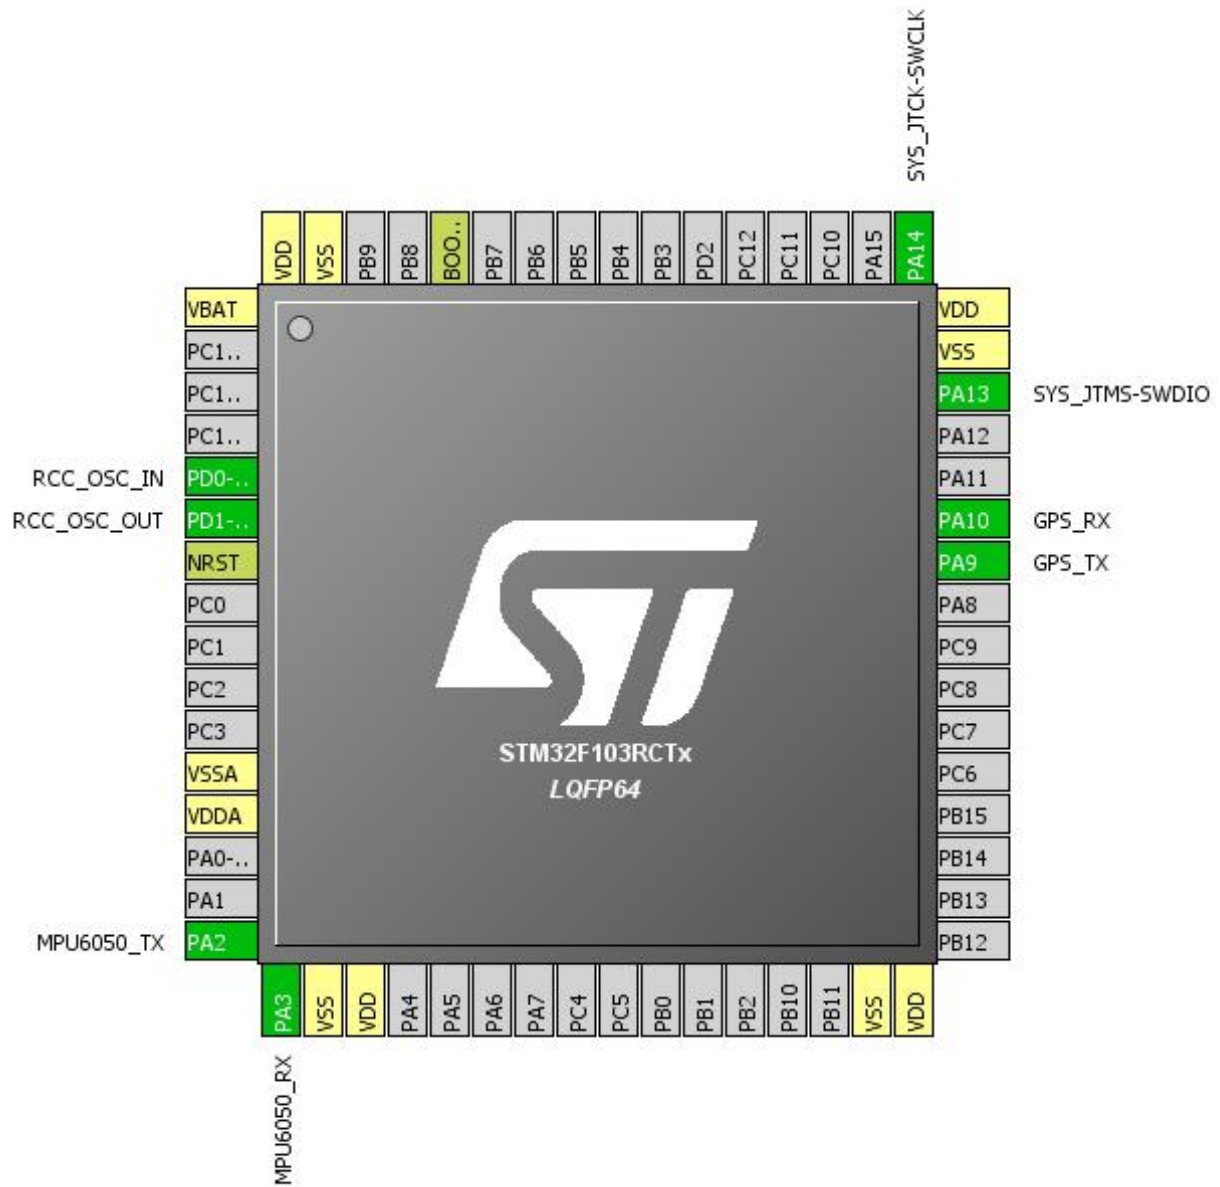 SYS_JTCK-SWCLK
VDD
VSS
PB9
PB8
BOO..
PB7
PB6
PB5
PB4
PB3
PD2
PC12
PC11
PC10
PA15
PA14
VBAT
PC1..
PC1..
PC1..
RCC_OSC_IN PD0-..
RCC_OSC_OUT PD1-..
NRST
PC0
PC1
PC2
PC3
VSSA
VDDA
PA0-..
PA1
MPU6050_TX PA2
STM32F103RCTx
LQFP64
VDD
VSS
PA13 SYS_JTMS-SWDIO
PA12
PA11
PA10 GPS_RX
PA9 GPS_TX
PA8
PC9
PC8
PC7
PC6
PB15
PB14
PB13
PB12
PA3
VSS
VDD
PA4
PA5
PA6
PA7
PC4
PC5
PB0
PB1
PB2
PB10
PB11
VSS
VDD
MPU6050_RX